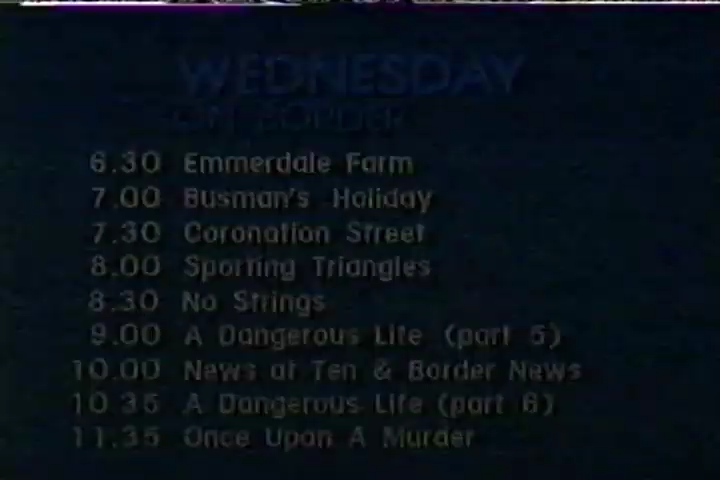 WEDNESDAY
ON BORDER
6.30 Emmerdale Farm
7.00 Busman's Holiday
7.30 Coronation Street
8.00 Sporting Triangles
8.30 No Strings
9.00 A Dangerous Life (part 5)
10.00 News at Ten & Border News
10.35 A Dangerous Life (part 6)
11.35 Once Upon A Murder